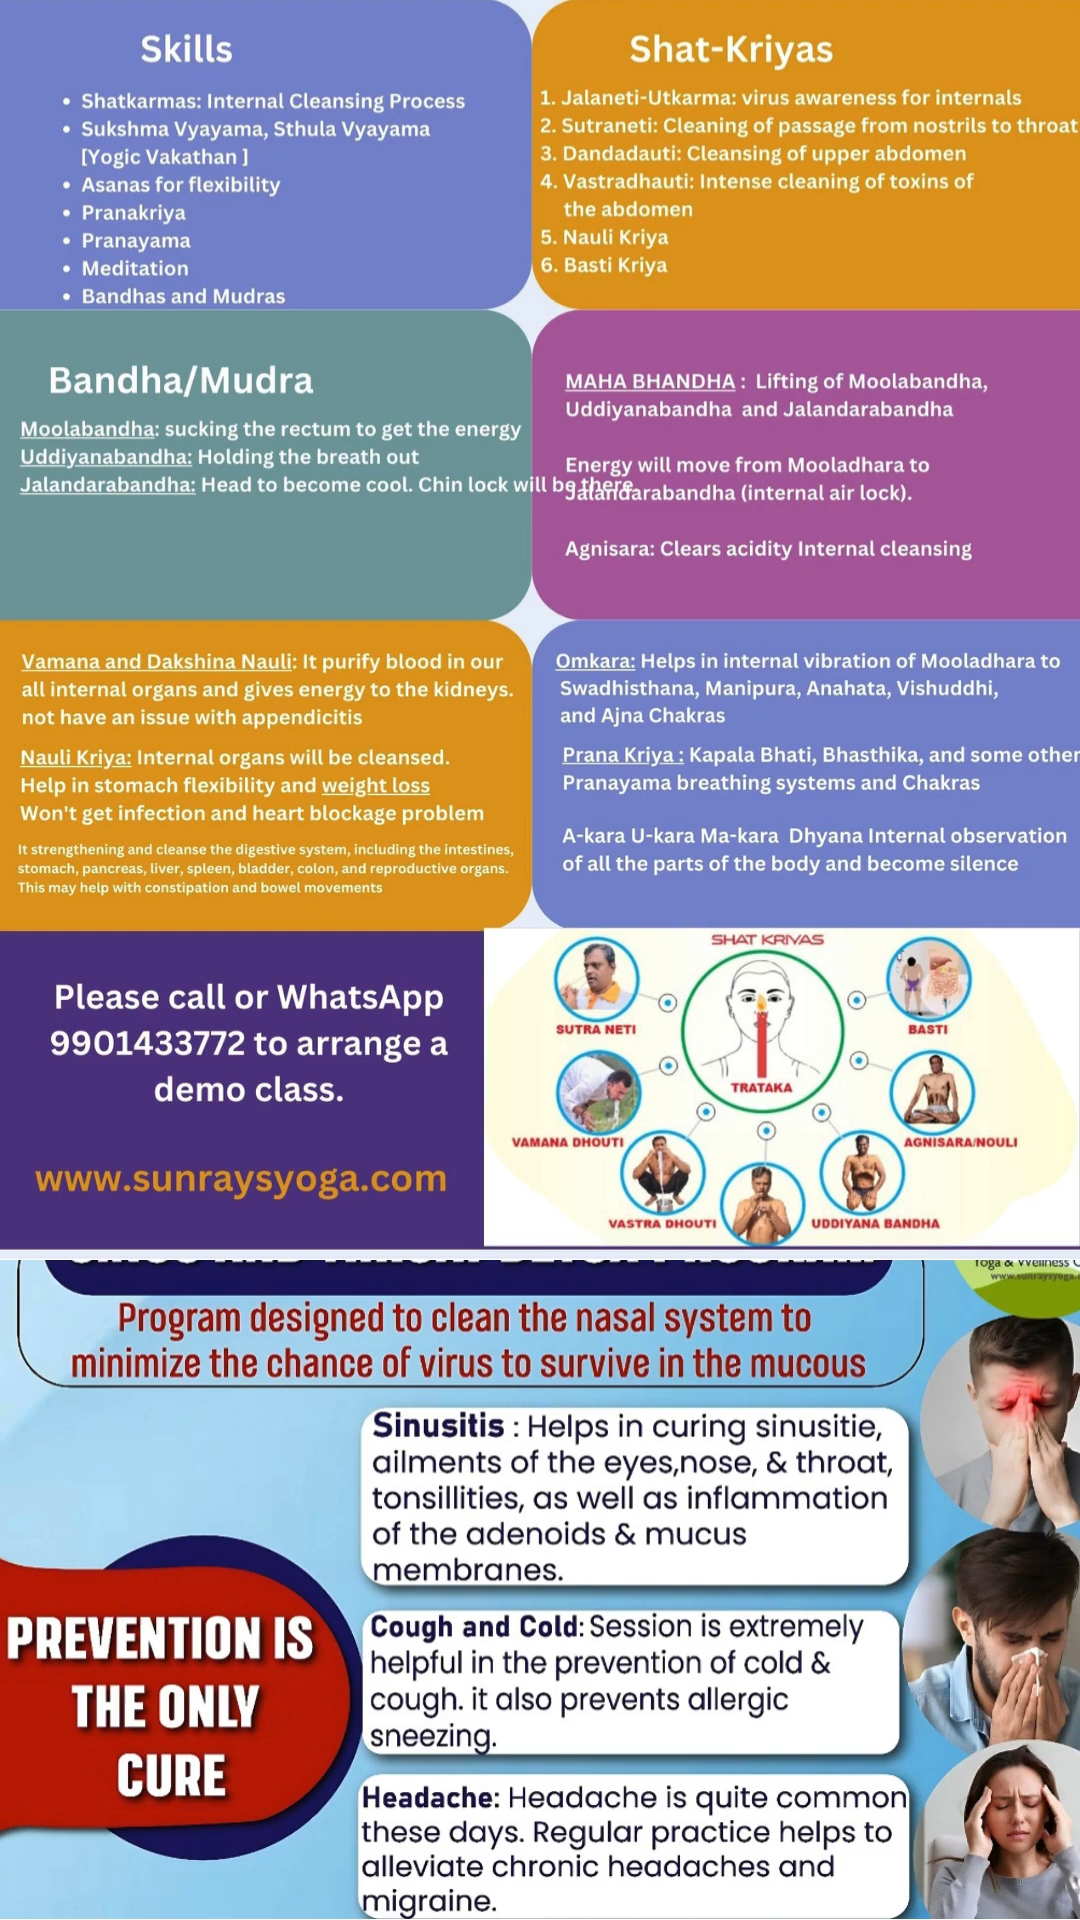 Skills
• Shatkarmas: Internal Cleansing Process
• Sukshma Vyayama, Sthula Vyayama
[Yogic Vakathan ]
• Asanas for flexibility
• Pranakriya
• Pranayama
• Meditation
• Bandhas and Mudras
Shat-Kriyas
1. Jalaneti-Utkarma: virus awareness for internals
2. Sutraneti: Cleaning of passage from nostrils to throat
3. Dandadauti: Cleansing of upper abdomen
4. Vastradhauti: Intense cleaning of toxins of
the abdomen
5. Nauli Kriya
6. Basti Kriya
Bandha/Mudra
Moolabandha: sucking the rectum to get the energy
Uddiyanabandha: Holding the breath out
Jalandarabandha: Head to become cool. Chin lock will be there.
MAHA BHANDHA : Lifting of Moolabandha,
Uddiyanabandha and Jalandarabandha
Energy will move from Mooladhara to
Jalandarabandha (internal air lock).
Agnisara: Clears acidity Internal cleansing
Vamana and Dakshina Nauli: It purify blood in our
all internal organs and gives energy to the kidneys.
not have an issue with appendicitis
Nauli Kriya: Internal organs will be cleansed.
Help in stomach flexibility and weight loss
Won't get infection and heart blockage problem
It strengthening and cleanse the digestive system, including the intestines,
stomach, pancreas, liver, spleen, bladder, colon, and reproductive organs.
This may help with constipation and bowel movements
Omkara: Helps in internal vibration of Mooladhara to
Swadhisthana, Manipura, Anahata, Vishuddhi,
and Ajna Chakras
Prana Kriya : Kapala Bhati, Bhasthika, and some other
Pranayama breathing systems and Chakras
A-kara U-kara Ma-kara Dhyana Internal observation
of all the parts of the body and become silence
Please call or WhatsApp
9901433772 to arrange a
demo class.
www.sunraysyoga.com
SHAT KRIYAS
SUTRA NETI
BASTI
TRATAKA
VAMANA DHOUTI
AGNISARA/NOULI
VASTRA DHOUTI
UDDIYANA BANDHA
Yoga & Wellness
Program designed to clean the nasal system to
minimize the chance of virus to survive in the mucous
Sinusitis : Helps in curing sinusitie,
ailments of the eyes,nose, & throat,
tonsillities, as well as inflammation
of the adenoids & mucus
membranes.
PREVENTION IS
THE ONLY
CURE
Cough and Cold: Session is extremely
helpful in the prevention of cold &
cough. it also prevents allergic
sneezing.
Headache: Headache is quite common
these days. Regular practice helps to
alleviate chronic headaches and
migraine.